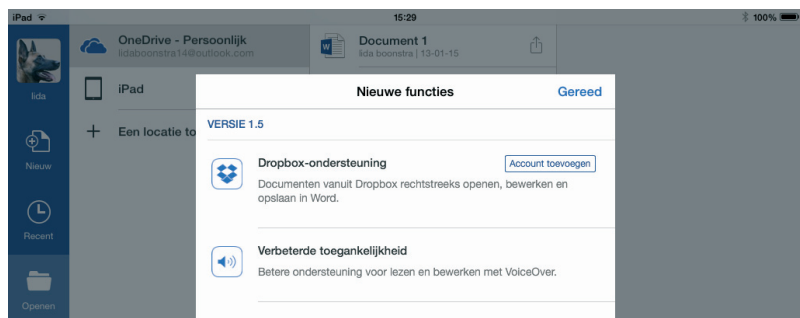 iPad 15:29 100%
OneDrive - Persoonlijk
lidaboonstra14@outlook.com
Document 1
lida boonstra | 13-01-15
lida
iPad
Een locatie to
Nieuw
Recent
Openen
Nieuwe functies Gereed
VERSIE 1.5
Dropbox-ondersteuning Account toevoegen
Documenten vanuit Dropbox rechtstreeks openen, bewerken en
opslaan in Word.
Verbeterde toegankelijkheid
Betere ondersteuning voor lezen en bewerken met VoiceOver.